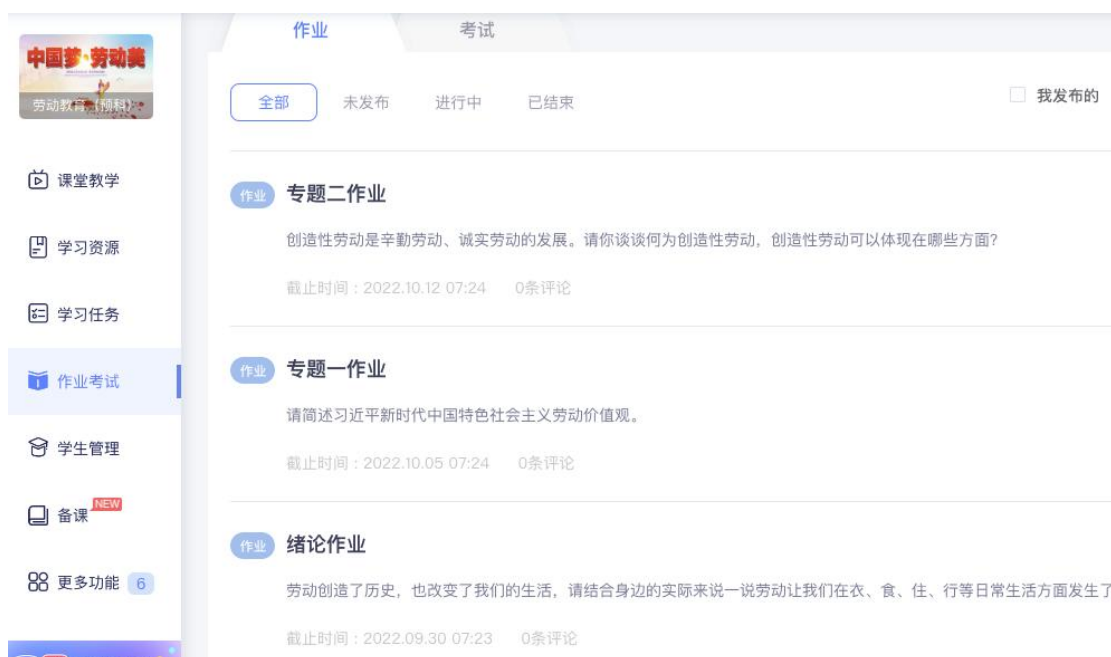 作业
考试
中国梦·劳动美
劳动教育（预科）
全部
未发布
进行中
已结束
我发布的
课堂教学
学习资源
学习任务
作业考试
学生管理
备课
NEW
更多功能
6
作业
专题二作业
创造性劳动是辛勤劳动、诚实劳动的发展。请你谈谈何为创造性劳动，创造性劳动可以体现在哪些方面？
截止时间：2022.10.12 07:24
0条评论
作业
专题一作业
请简述习近平新时代中国特色社会主义劳动价值观。
截止时间：2022.10.05 07:24
0条评论
作业
绪论作业
劳动创造了历史，也改变了我们的生活，请结合身边的实际来说一说劳动让我们在衣、食、住、行等日常生活方面发生了
截止时间：2022.09.30 07:23
0条评论